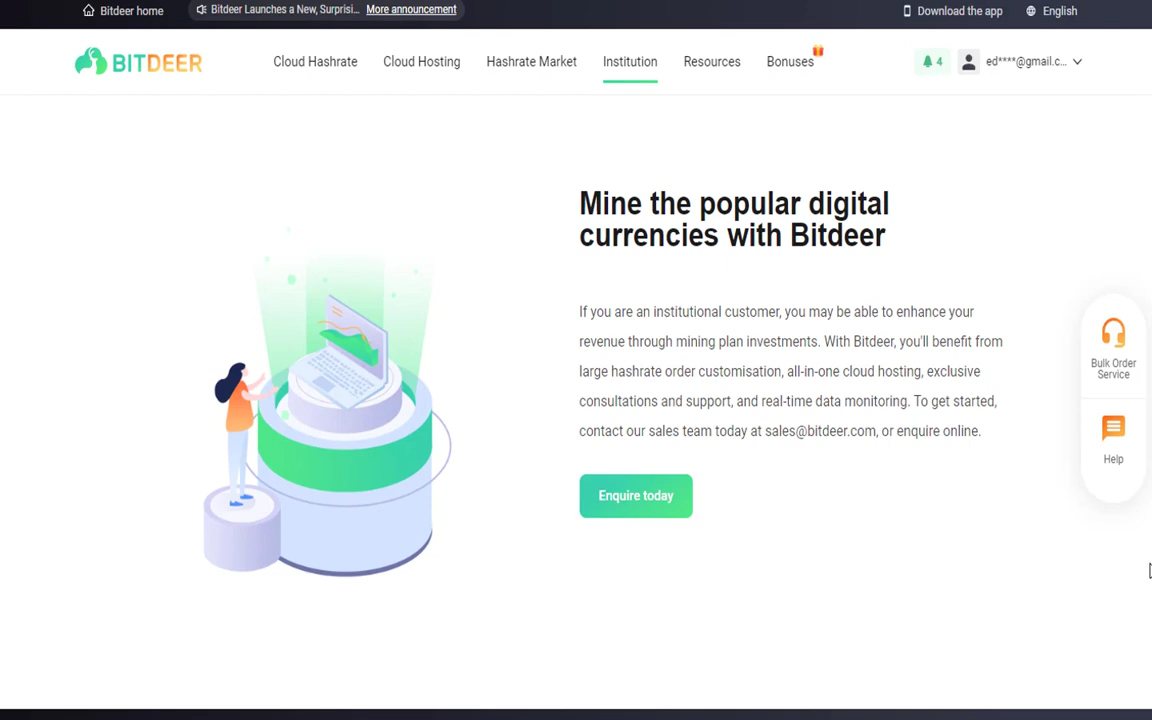 Bitdeer home
Bitdeer Launches a New, Surprisi... More announcement
Download the app
English
BITDEER
Cloud Hashrate
Cloud Hosting
Hashrate Market
Institution
Resources
Bonuses
4
ed****@gmail.c...
Mine the popular digital
currencies with Bitdeer
If you are an institutional customer, you may be able to enhance your
revenue through mining plan investments. With Bitdeer, you'll benefit from
large hashrate order customisation, all-in-one cloud hosting, exclusive
consultations and support, and real-time data monitoring. To get started,
contact our sales team today at sales@bitdeer.com, or enquire online.
Enquire today
Bulk Order
Service
Help